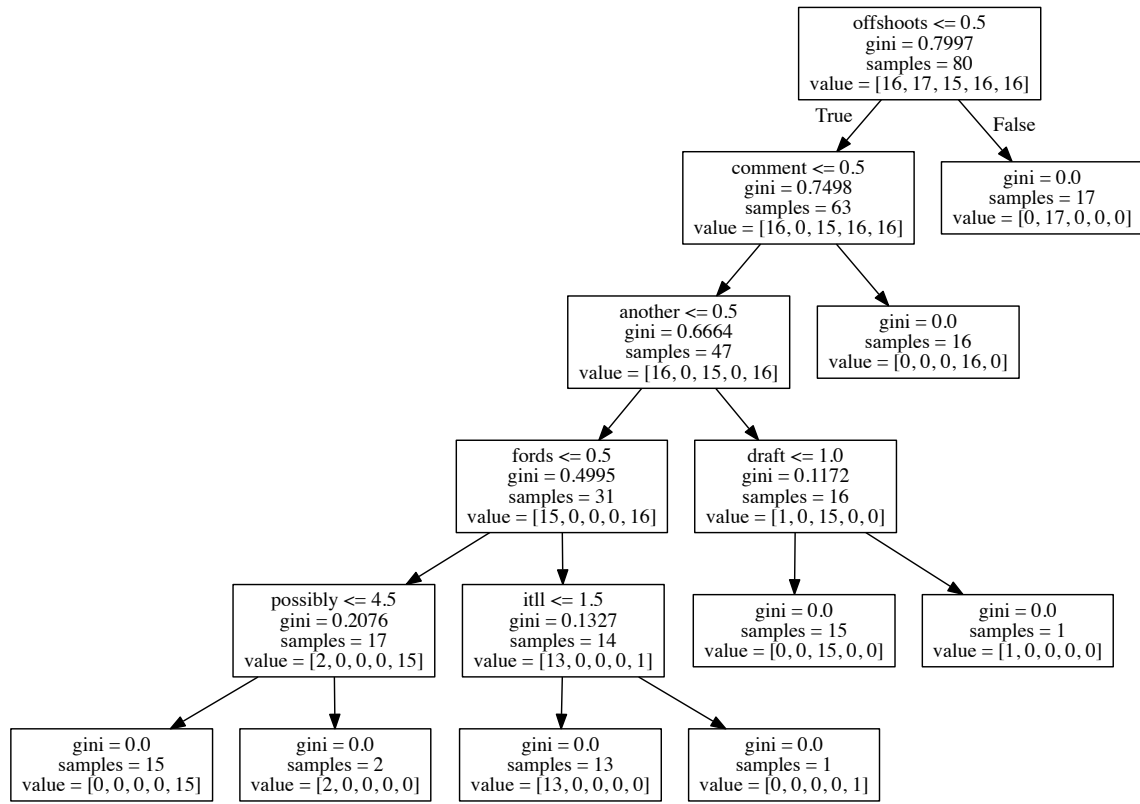 offshoots <= 0.5
gini = 0.7997
samples = 80
value = [16, 17, 15, 16, 16]
True
False
comment <= 0.5
gini = 0.7498
samples = 63
value = [16, 0, 15, 16, 16]
gini = 0.0
samples = 17
value = [0, 17, 0, 0, 0]
another <= 0.5
gini = 0.6664
samples = 47
value = [16, 0, 15, 0, 16]
gini = 0.0
samples = 16
value = [0, 0, 0, 16, 0]
fords <= 0.5
gini = 0.4995
samples = 31
value = [15, 0, 0, 0, 16]
draft <= 1.0
gini = 0.1172
samples = 16
value = [1, 0, 15, 0, 0]
possibly <= 4.5
gini = 0.2076
samples = 17
value = [2, 0, 0, 0, 15]
itll <= 1.5
gini = 0.1327
samples = 14
value = [13, 0, 0, 0, 1]
gini = 0.0
samples = 15
value = [0, 0, 15, 0, 0]
gini = 0.0
samples = 1
value = [1, 0, 0, 0, 0]
gini = 0.0
samples = 15
value = [0, 0, 0, 0, 15]
gini = 0.0
samples = 2
value = [2, 0, 0, 0, 0]
gini = 0.0
samples = 13
value = [13, 0, 0, 0, 0]
gini = 0.0
samples = 1
value = [0, 0, 0, 0, 1]